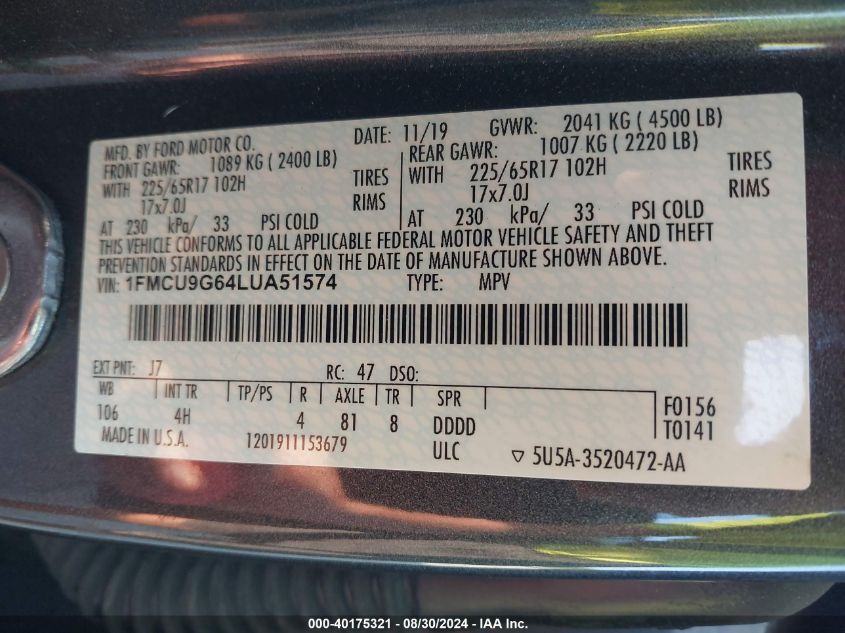 MFD. BY FORD MOTOR CO. DATE: 11/19 GVWR: 2041 KG ( 4500 LB)
FRONT GAWR: 1089 KG ( 2400 LB) REAR GAWR: 1007 KG ( 2220 LB)
WITH 225/65R17 102H TIRES WITH 225/65R17 102H TIRES
17x7.0J RIMS 17x7.0J RIMS
AT 230 kPa/ 33 PSI COLD AT 230 kPa/ 33 PSI COLD
THIS VEHICLE CONFORMS TO ALL APPLICABLE FEDERAL MOTOR VEHICLE SAFETY AND THEFT
PREVENTION STANDARDS IN EFFECT ON THE DATE OF MANUFACTURE SHOWN ABOVE.
VIN: 1FMCU9G64LUA51574 TYPE: MPV
EXT PNT: J7 RC: 47 DSO:
WB INT TR TP/PS R AXLE TR SPR
106 4H 4 81 8 DDDD F0156
MADE IN U.S.A. 1201911153679 ULC T0141
▽ 5U5A-3520472-AA
000-40175321 - 08/30/2024 - IAA Inc.